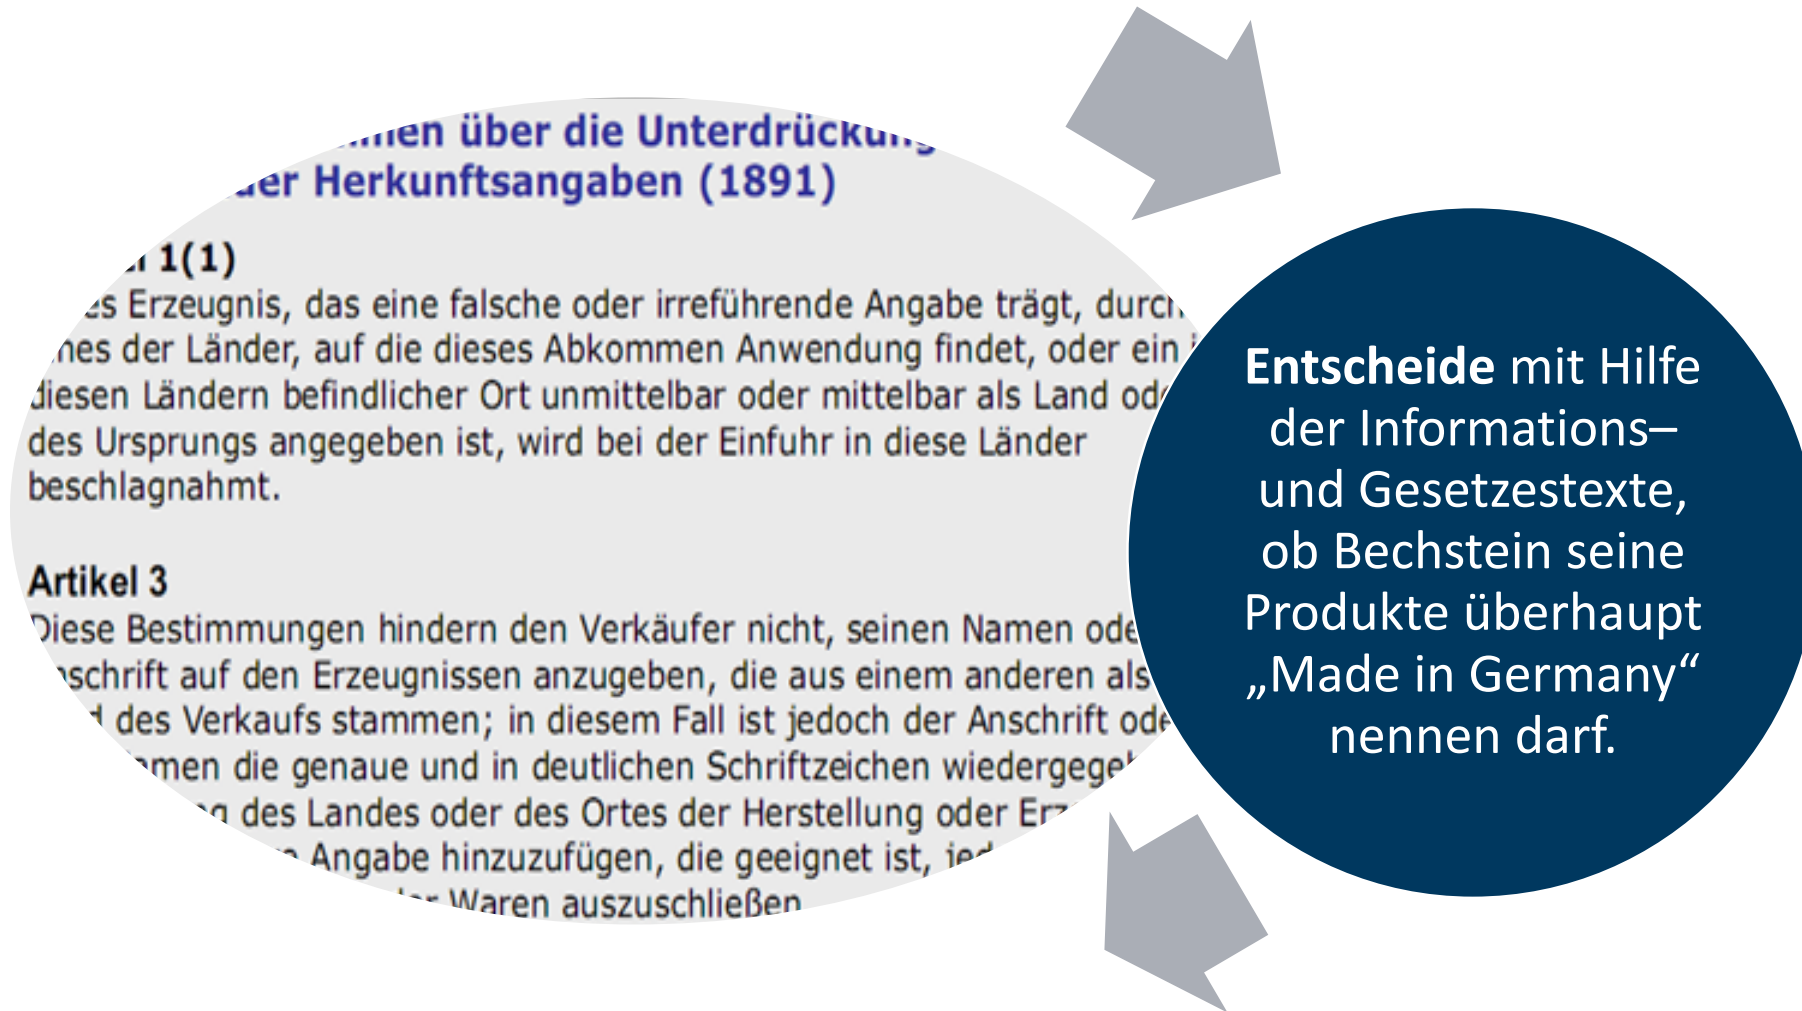 über die Unterdrückung
der Herkunftsangaben (1891)
1(1)
Erzeugnis, das eine falsche oder irreführende Angabe trägt, durch
der Länder, auf die dieses Abkommen Anwendung findet, oder ein
diesen Ländern befindlicher Ort unmittelbar oder mittelbar als Land
des Ursprungs angegeben ist, wird bei der Einfuhr in diese Länder
beschlagnahmt.
Artikel 3
Diese Bestimmungen hindern den Verkäufer nicht, seinen Namen
auf den Erzeugnissen anzugeben, die aus einem anderen als
des Verkaufs stammen; in diesem Fall ist jedoch der Anschrift
die genaue und in deutlichen Schriftzeichen
des Landes oder des Ortes der Herstellung oder
Angabe hinzuzufügen, die geeignet ist,
Waren auszuschließen
Entscheide mit Hilfe
der Informations–
und Gesetzestexte,
ob Bechstein seine
Produkte überhaupt
„Made in Germany“
nennen darf.